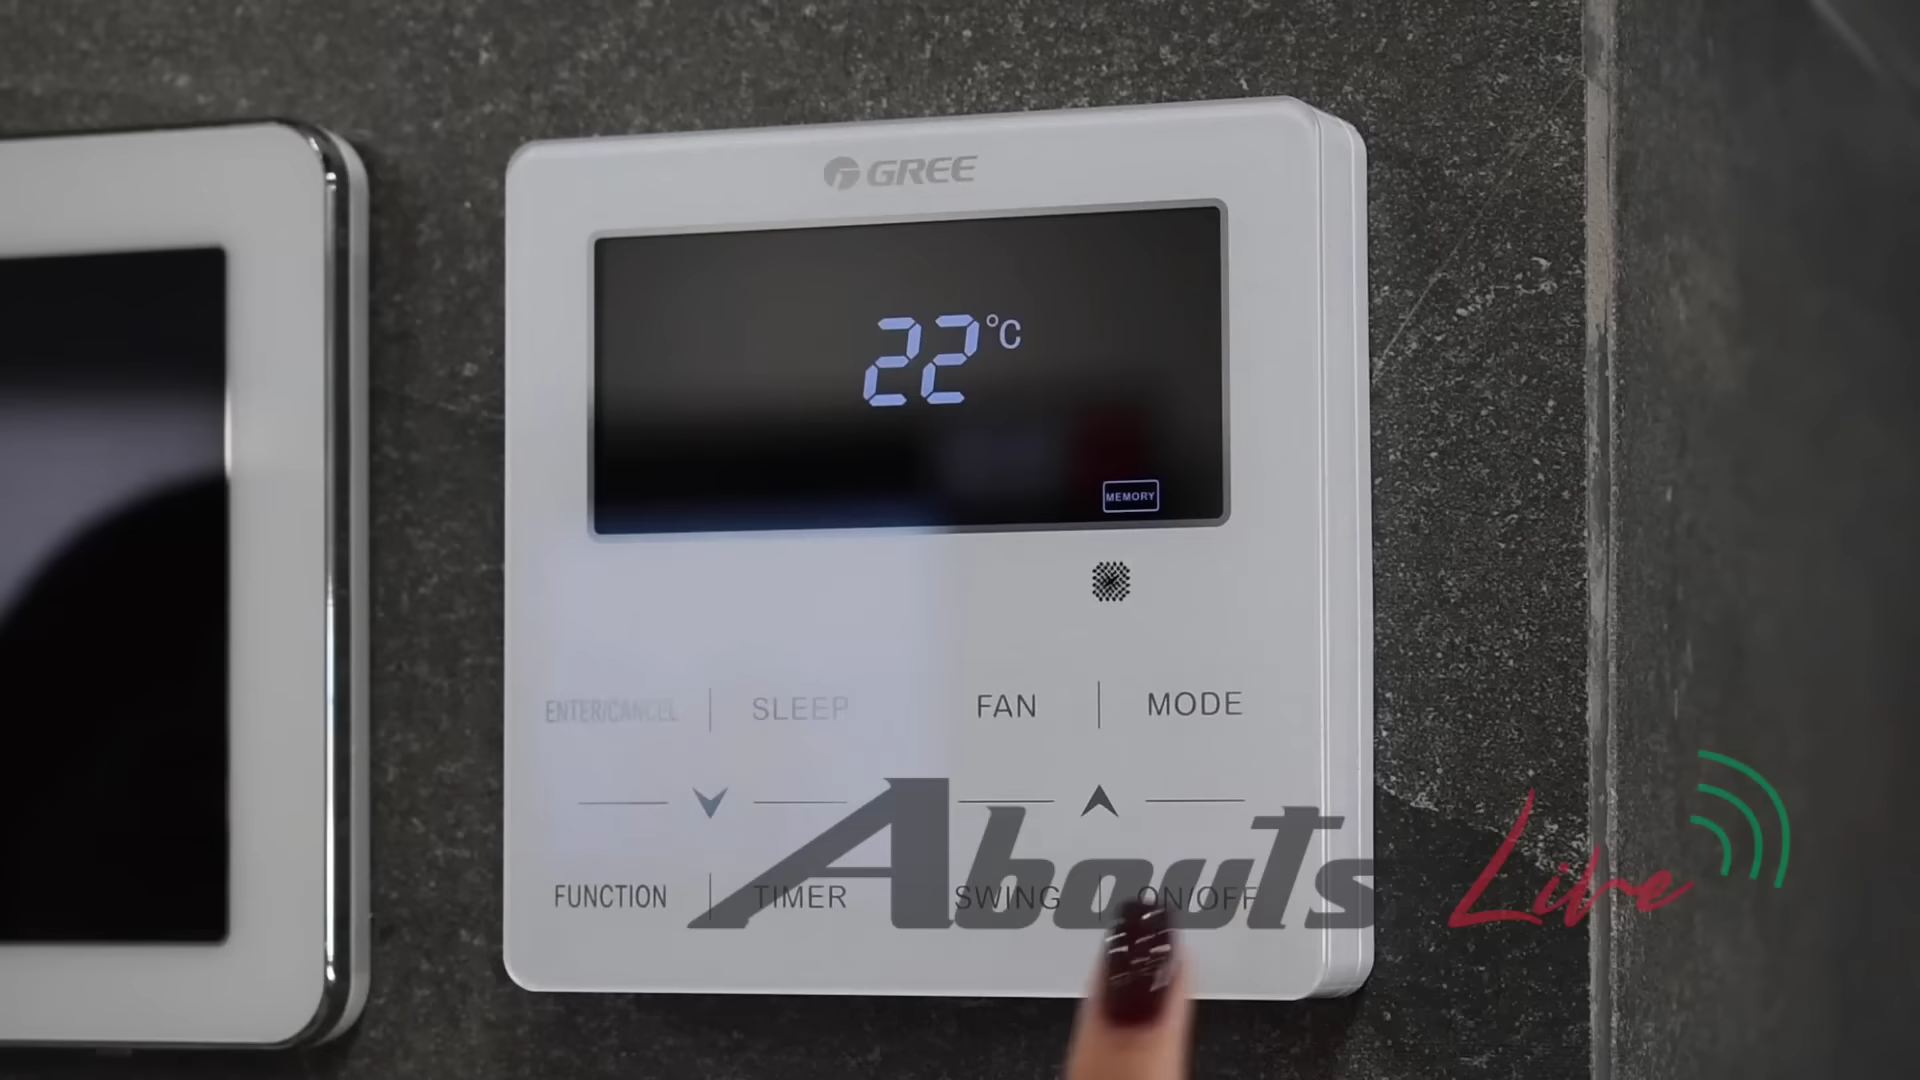 GREE
22°C
MEMORY
ENTER/CANCEL SLEEP FAN MODE
FUNCTION TIMER SWING ON/OFF
Abouts Live